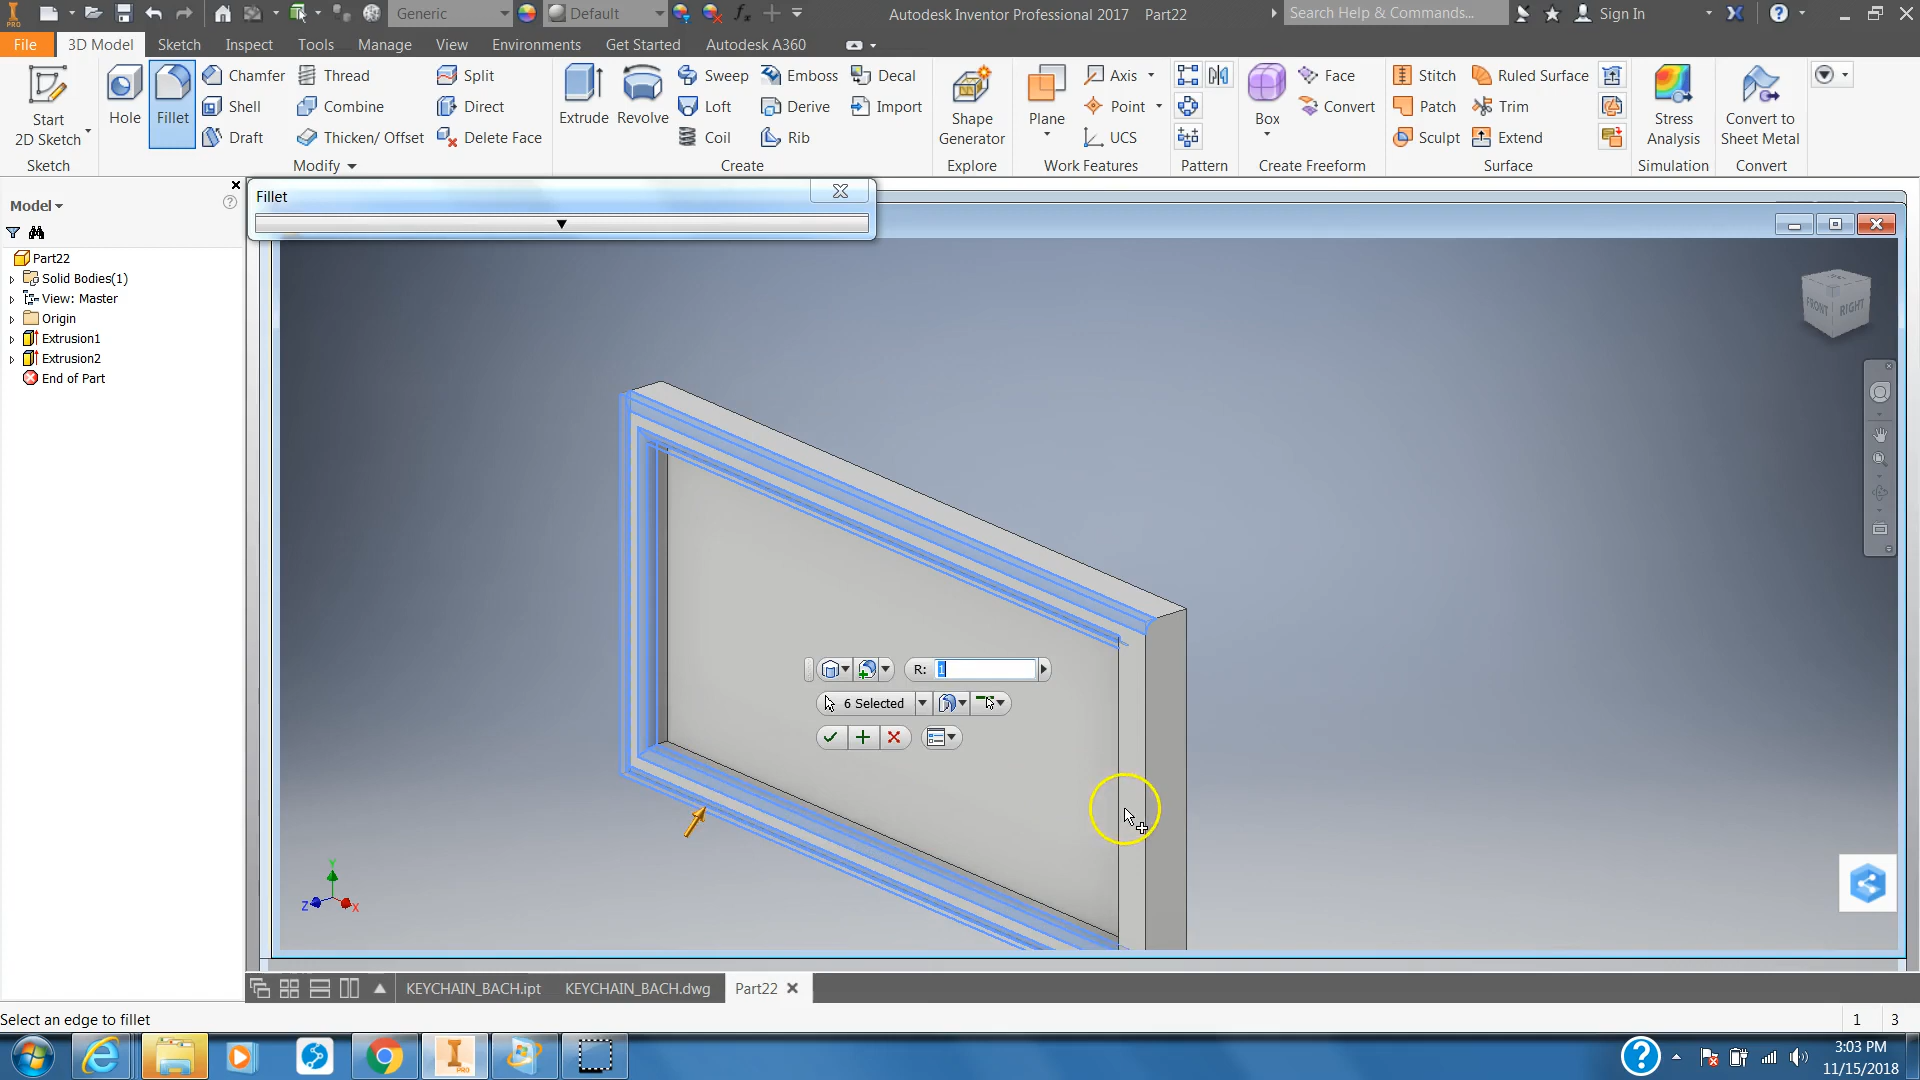 PRO
Generic
Default
Autodesk Inventor Professional 2017 Part22
Search Help & Commands...
Sign In
File
3D Model
Sketch
Inspect
Tools
Manage
View
Environments
Get Started
Autodesk A360
Start
2D Sketch
Hole
Fillet
Chamfer
Shell
Draft
Thread
Combine
Thicken/ Offset
Split
Direct
Delete Face
Extrude
Revolve
Sweep
Loft
Coil
Emboss
Derive
Rib
Decal
Import
Shape
Generator
Plane
Axis
Point
UCS
Box
Face
Convert
Stitch
Patch
Sculpt
Ruled Surface
Trim
Extend
Stress
Analysis
Convert to
Sheet Metal
Sketch
Modify
Create
Explore
Work Features
Pattern
Create Freeform
Surface
Simulation
Convert
Model
Part22
Solid Bodies(1)
View: Master
Origin
Extrusion1
Extrusion2
End of Part
Fillet
FRONT
RIGHT
R: 1
6 Selected
Y
Z
X
KEYCHAIN_BACH.ipt
KEYCHAIN_BACH.dwg
Part22
Select an edge to fillet
1 3
PRO
3:03 PM
11/15/2018